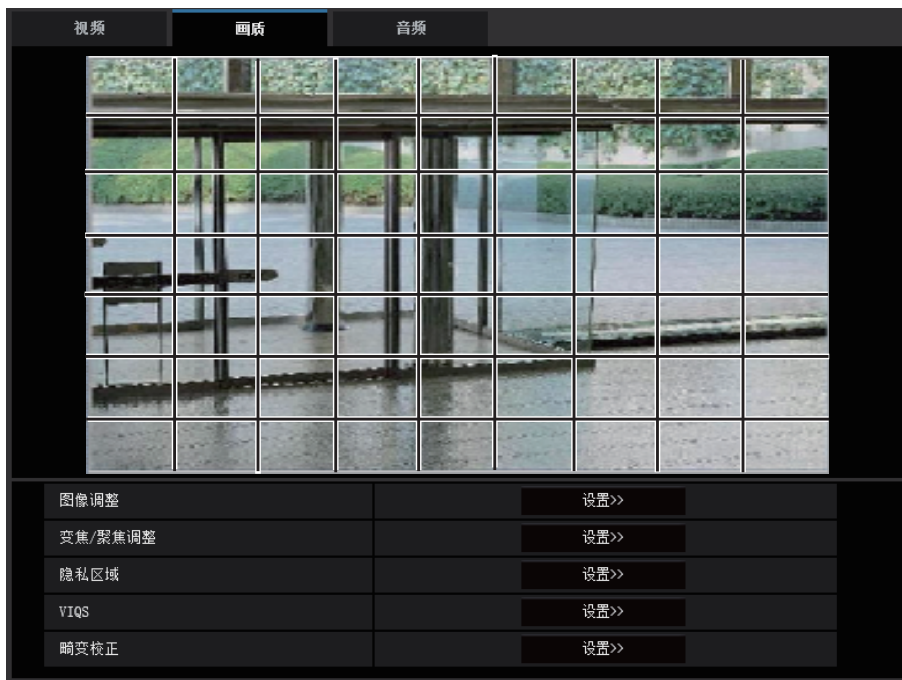 视频 画质 音频
图像调整 设置>>
变焦/聚焦调整 设置>>
隐私区域 设置>>
VIQS 设置>>
畸变校正 设置>>